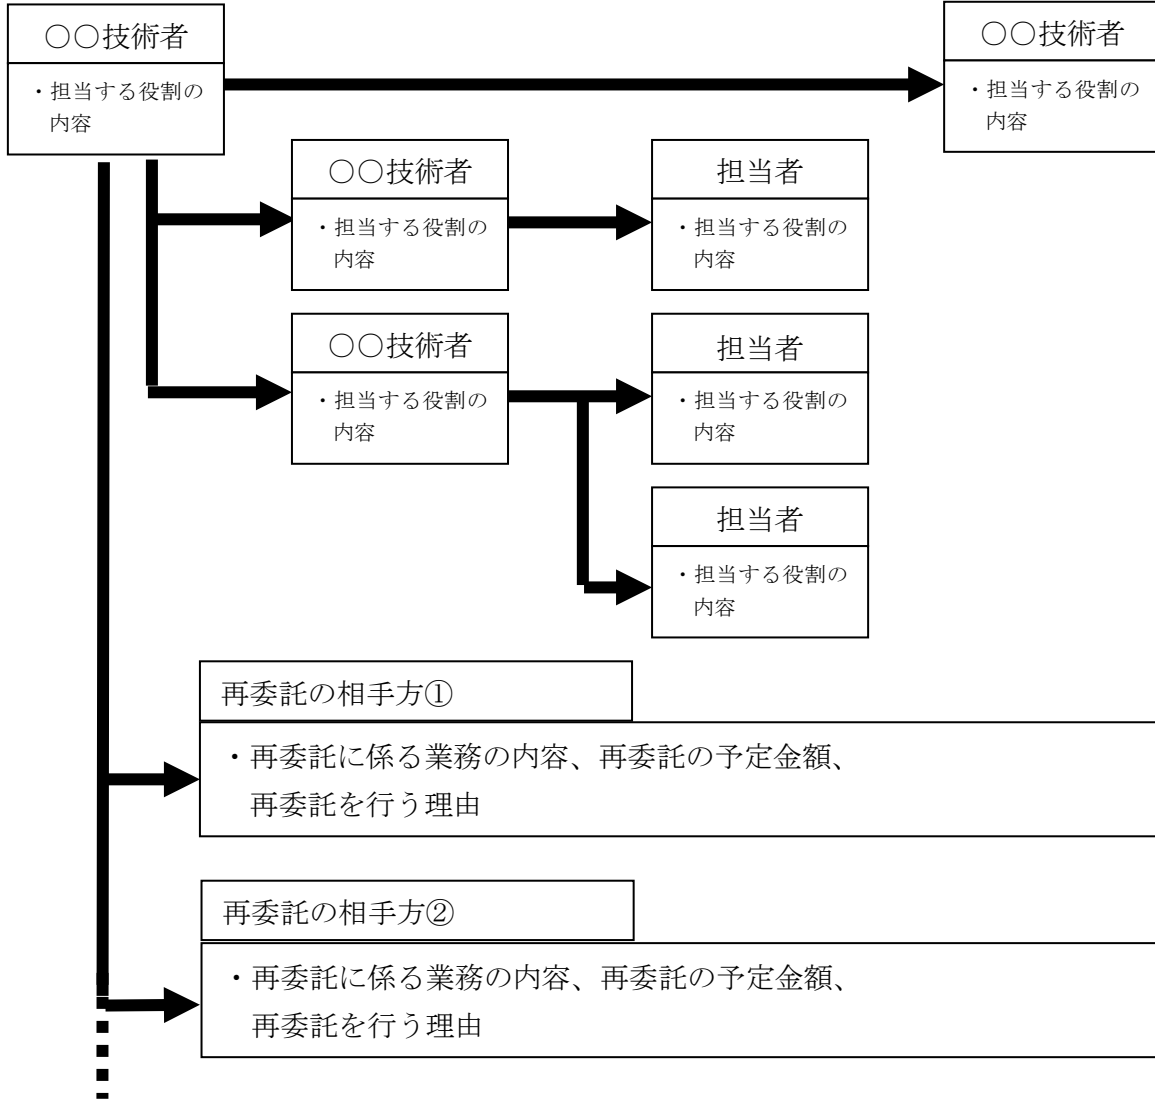 〇〇技術者
・担当する役割の
内容
〇〇技術者
・担当する役割の
内容
〇〇技術者
・担当する役割の
内容
担当者
・担当する役割の
内容
〇〇技術者
・担当する役割の
内容
担当者
・担当する役割の
内容
担当者
・担当する役割の
内容
再委託の相手方①
・再委託に係る業務の内容、再委託の予定金額、
再委託を行う理由
再委託の相手方②
・再委託に係る業務の内容、再委託の予定金額、
再委託を行う理由